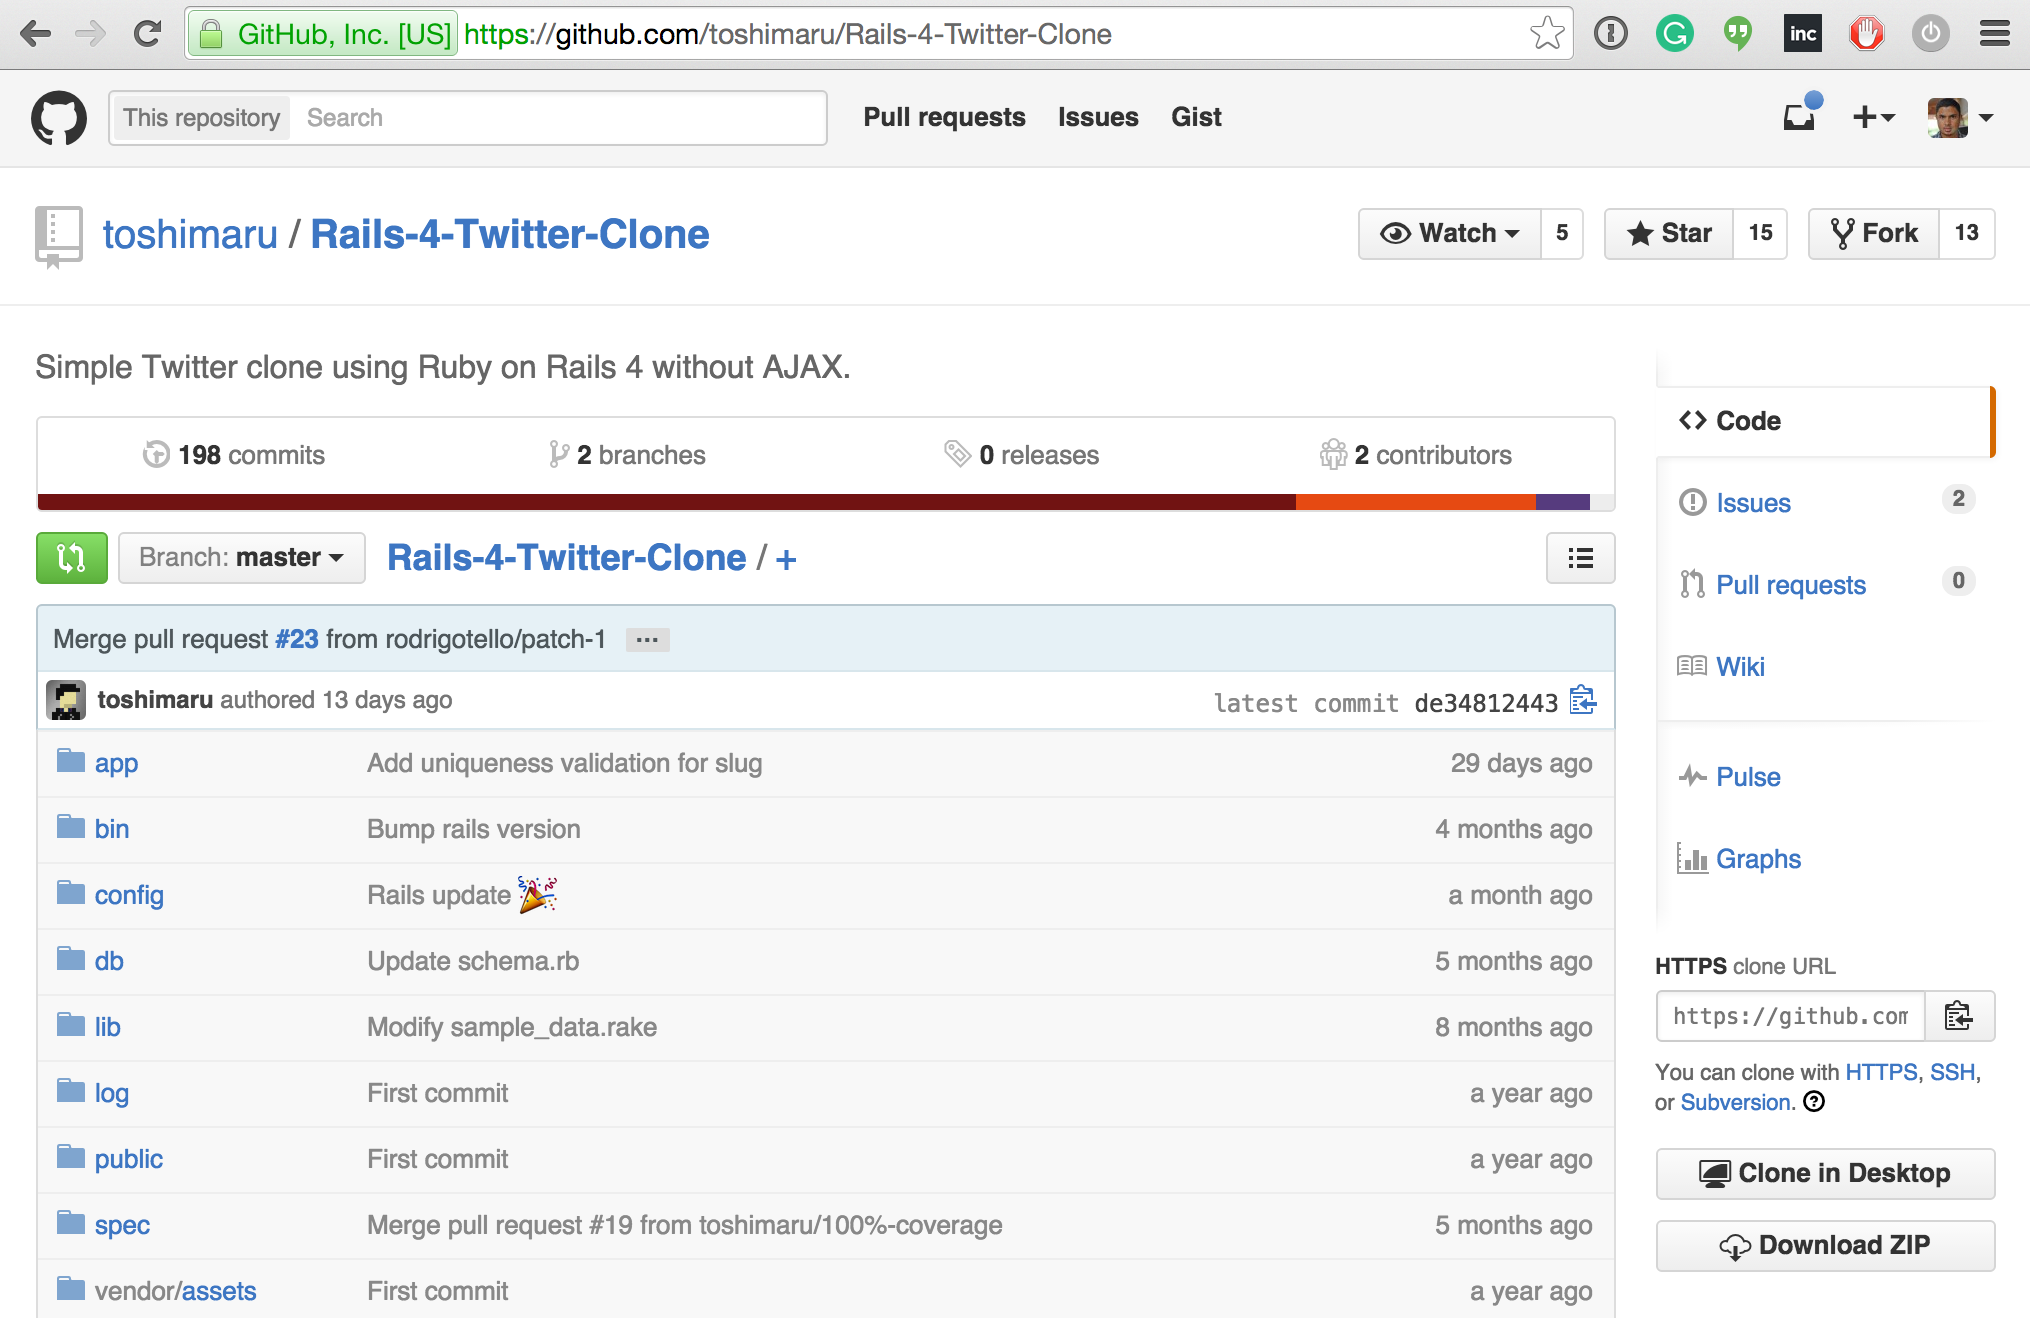 GitHub, Inc. [US] https://github.com/toshimaru/Rails-4-Twitter-Clone
inc
This repository Search Pull requests Issues Gist
toshimaru / Rails-4-Twitter-Clone Watch 5 Star 15 Fork 13
Simple Twitter clone using Ruby on Rails 4 without AJAX.
198 commits 2 branches 0 releases 2 contributors
Branch: master Rails-4-Twitter-Clone / +
Merge pull request #23 from rodrigotello/patch-1 ...
toshimaru authored 13 days ago latest commit de34812443
app Add uniqueness validation for slug 29 days ago
bin Bump rails version 4 months ago
config Rails update 🎉 a month ago
db Update schema.rb 5 months ago
lib Modify sample_data.rake 8 months ago
log First commit a year ago
public First commit a year ago
spec Merge pull request #19 from toshimaru/100%-coverage 5 months ago
vendor/assets First commit a year ago
Code
Issues 2
Pull requests 0
Wiki
Pulse
Graphs
HTTPS clone URL
https://github.com
You can clone with HTTPS, SSH,
or Subversion.
Clone in Desktop
Download ZIP